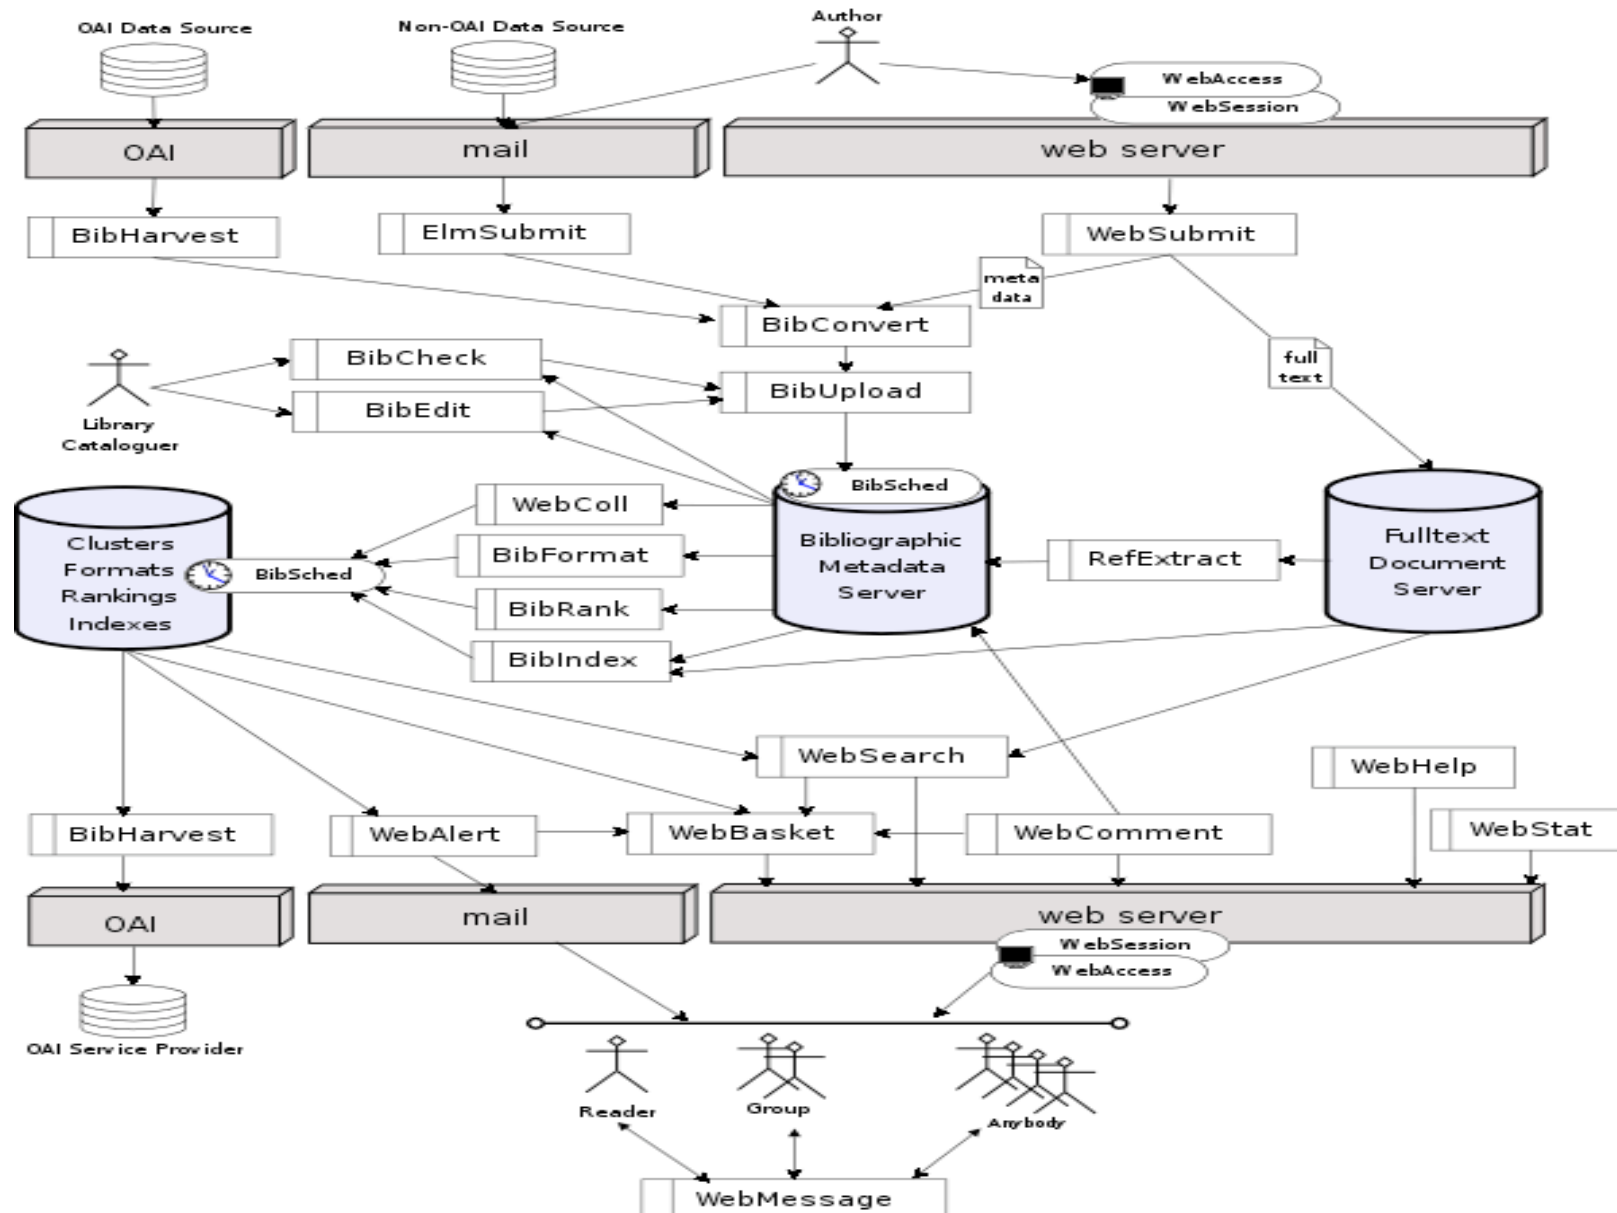 OAI Data Source
Non-OAI Data Source
Author
WebAccess
WebSession
OAI
mail
web server
BibHarvest
ElmSubmit
WebSubmit
meta
data
BibConvert
full
text
BibCheck
BibUpload
BibEdit
Library
Cataloguer
BibSched
WebColl
Clusters
Formats
Rankings
Indexes
BibSched
BibFormat
BibRank
BibIndex
Bibliographic
Metadata
Server
RefExtract
Fulltext
Document
Server
WebSearch
WebHelp
BibHarvest
WebAlert
WebBasket
WebComment
WebStat
OAI
mail
web server
WebSession
WebAccess
OAI Service Provider
Reader
Group
Anybody
WebMessage